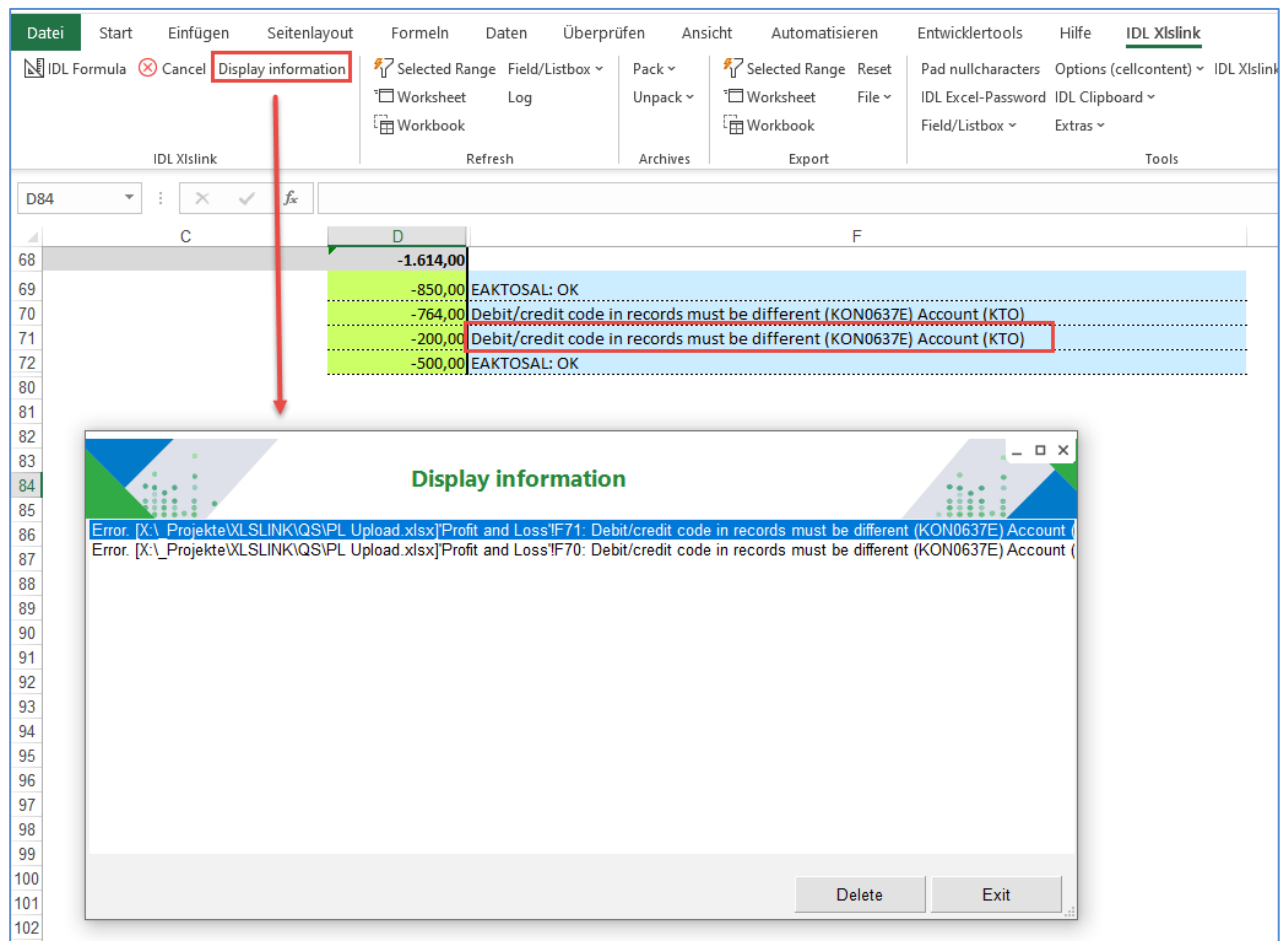 Datei Start Einfügen Seitenlayout Formeln Daten Überprüfen Ansicht Automatisieren Entwicklertools Hilfe IDL Xlslink
IDL Formula Cancel Display information Selected Range Field/Listbox Pack Selected Range Reset Pad nullcharacters Options (cellcontent) IDL Xlslink
Worksheet Log Unpack Worksheet File IDL Excel-Password IDL Clipboard
Workbook Workbook Field/Listbox Extras
IDL Xlslink Refresh Archives Export Tools
D84 fx
C D F
68 -1.614,00
69 -850,00 EAKTOSAL: OK
70 -764,00 Debit/credit code in records must be different (KON0637E) Account (KTO)
71 -200,00 Debit/credit code in records must be different (KON0637E) Account (KTO)
72 -500,00 EAKTOSAL: OK
80
81
82
83
84
85
86
87
88
89
90
91
92
93
94
95
96
97
98
99
100
101
102
Display information
Error. [X:\_Projekte\XLSLINK\QS\PL Upload.xlsx]'Profit and Loss'!F71: Debit/credit code in records must be different (KON0637E) Account (
Error. [X:\_Projekte\XLSLINK\QS\PL Upload.xlsx]'Profit and Loss'!F70: Debit/credit code in records must be different (KON0637E) Account (
Delete Exit